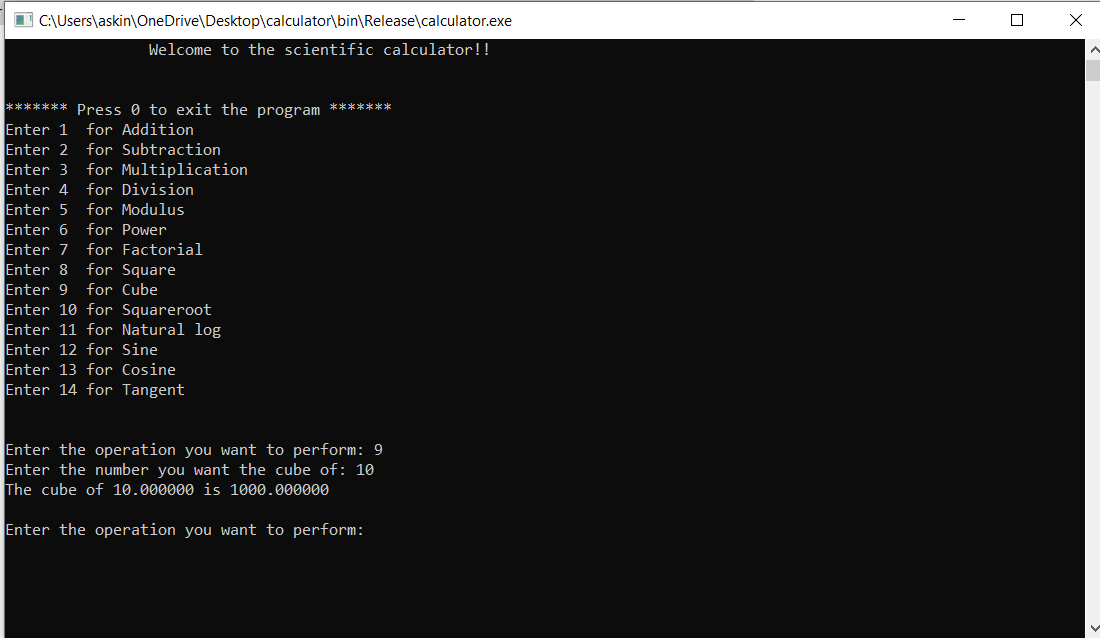 C:\Users\askin\OneDrive\Desktop\calculator\bin\Release\calculator.exe
Welcome to the scientific calculator!!
******* Press 0 to exit the program *******
Enter 1  for Addition
Enter 2  for Subtraction
Enter 3  for Multiplication
Enter 4  for Division
Enter 5  for Modulus
Enter 6  for Power
Enter 7  for Factorial
Enter 8  for Square
Enter 9  for Cube
Enter 10 for Squareroot
Enter 11 for Natural log
Enter 12 for Sine
Enter 13 for Cosine
Enter 14 for Tangent
Enter the operation you want to perform: 9
Enter the number you want the cube of: 10
The cube of 10.000000 is 1000.000000
Enter the operation you want to perform: